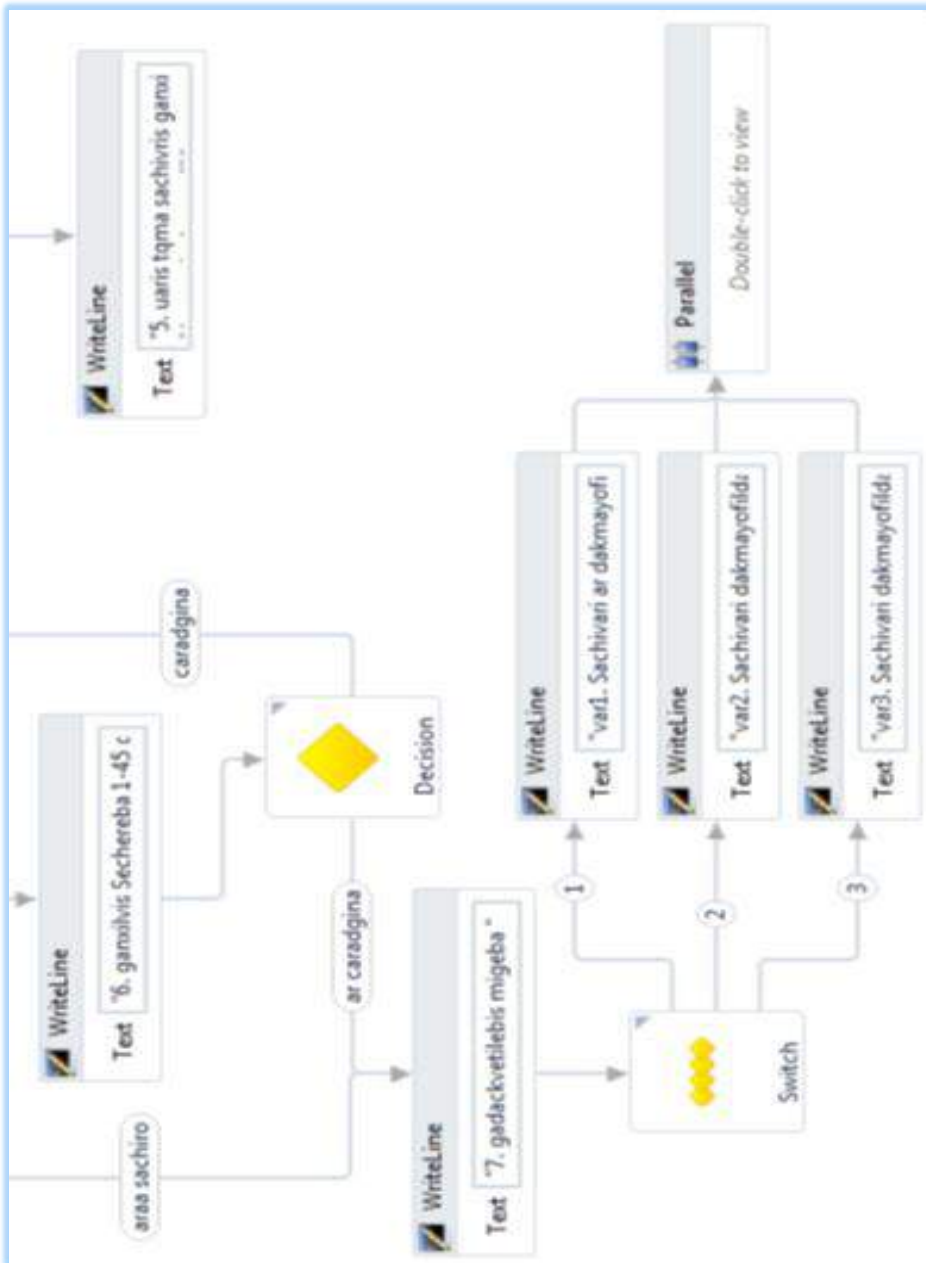 WriteLine
Text "5. uaris tqma sachivris ganxi
caradgina
WriteLine
Text "6. ganxilvis Sechereba 1-45 c
araa sachiro
Decision
ar caradgina
WriteLine
Text "7. gadackvetilebis migeba "
Switch
1
2
3
WriteLine
Text "var1. Sachivari ar dakmayofi
WriteLine
Text "var2. Sachivari dakmayofilda
WriteLine
Text "var3. Sachivari dakmayofilda
Parallel
Double-click to view